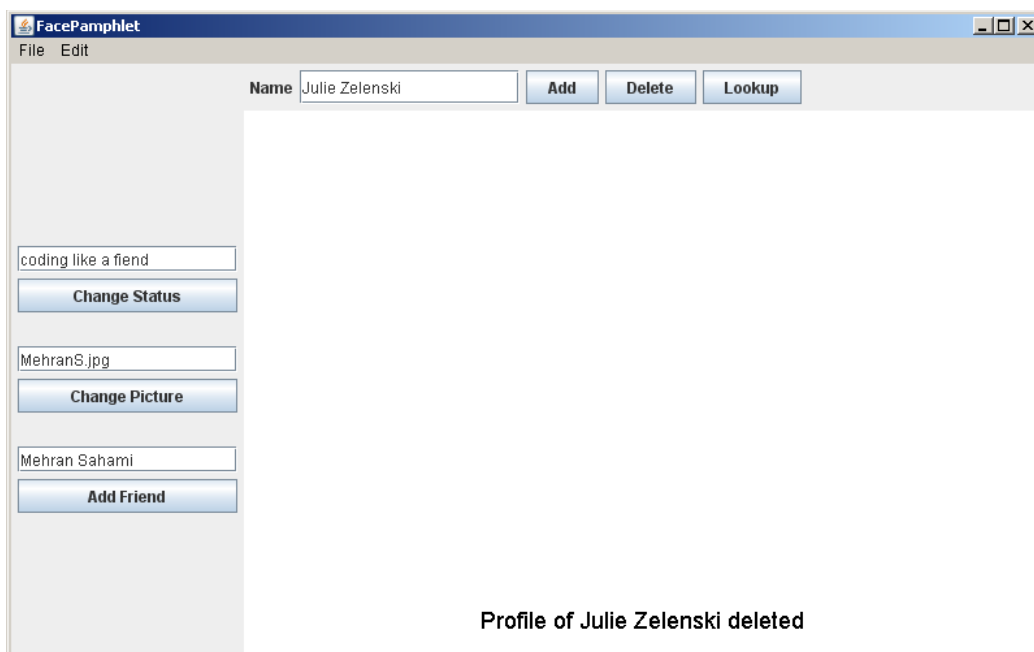 FacePamphlet
File Edit
Name Julie Zelenski Add Delete Lookup
coding like a fiend
Change Status
MehranS.jpg
Change Picture
Mehran Sahami
Add Friend
Profile of Julie Zelenski deleted